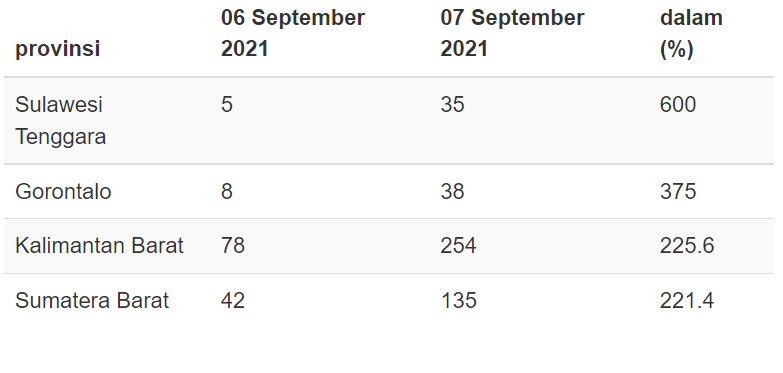 provinsi 06 September 2021 07 September 2021 dalam (%)
Sulawesi Tenggara 5 35 600
Gorontalo 8 38 375
Kalimantan Barat 78 254 225.6
Sumatera Barat 42 135 221.4